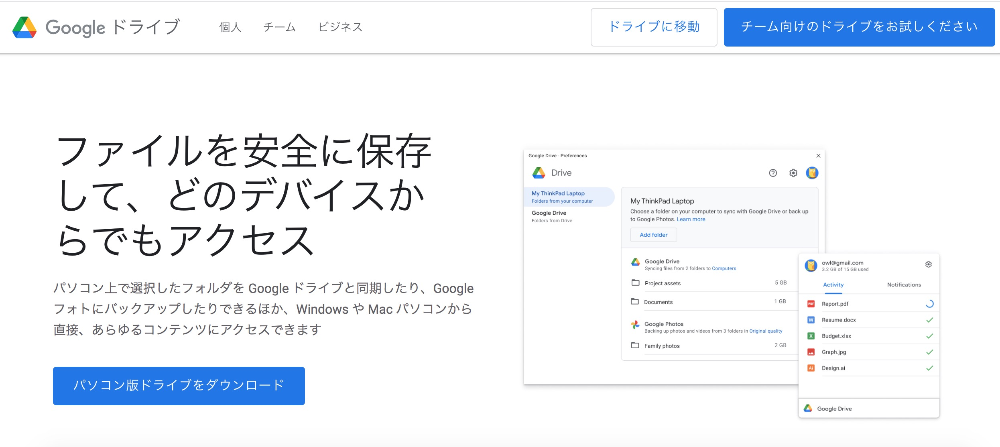 Google ドライブ
個人
チーム
ビジネス
ドライブに移動
チーム向けのドライブをお試しください
ファイルを安全に保存
して、どのデバイスか
らでもアクセス
パソコン上で選択したフォルダを Google ドライブと同期したり、Google
フォトにバックアップしたりできるほか、Windows や Mac パソコンから
直接、あらゆるコンテンツにアクセスできます
パソコン版ドライブをダウンロード
Google Drive - Preferences
Drive
My ThinkPad Laptop
Folders from your computer
Google Drive
Folders from Drive
My ThinkPad Laptop
Choose a folder on your computer to sync with Google Drive or back up
to Google Photos. Learn more
Add folder
Google Drive
Syncing files from 2 folders to Computers
Project assets
5 GB
Documents
1 GB
Google Photos
Backing up photos and videos from 3 folders in Original quality
Family photos
2 GB
owl@gmail.com
3.2 GB of 15 GB used
Activity
Notifications
PDF
Report.pdf
W
Resume.docx
X
Budget.xlsx
Graph.jpg
Ai
Design.ai
Google Drive